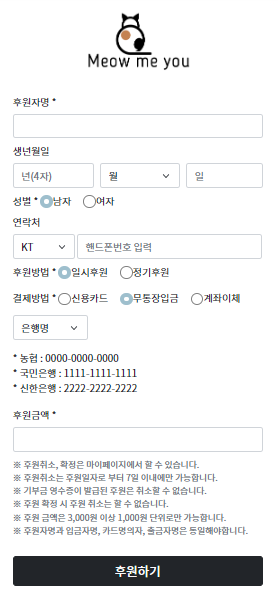 Meow me you
후원자명 *
생년월일
년(4자) 월 일
성별 * 남자 여자
연락처
KT 핸드폰번호 입력
후원방법 * 일시후원 정기후원
결제방법 * 신용카드 무통장입금 계좌이체
은행명
* 농협 : 0000-0000-0000
* 국민은행 : 1111-1111-1111
* 신한은행 : 2222-2222-2222
후원금액 *
※ 후원취소, 확정은 마이페이지에서 할 수 있습니다.
※ 후원취소는 후원일자로 부터 7일 이내에만 가능합니다.
※ 기부금 영수증이 발급된 후원은 취소할 수 없습니다.
※ 후원 확정 시 후원 취소는 할 수 없습니다.
※ 후원 금액은 3,000원 이상 1,000원 단위로만 가능합니다.
※ 후원자명과 입금자명, 카드명의자, 출금자명은 동일해야합니다.
후원하기